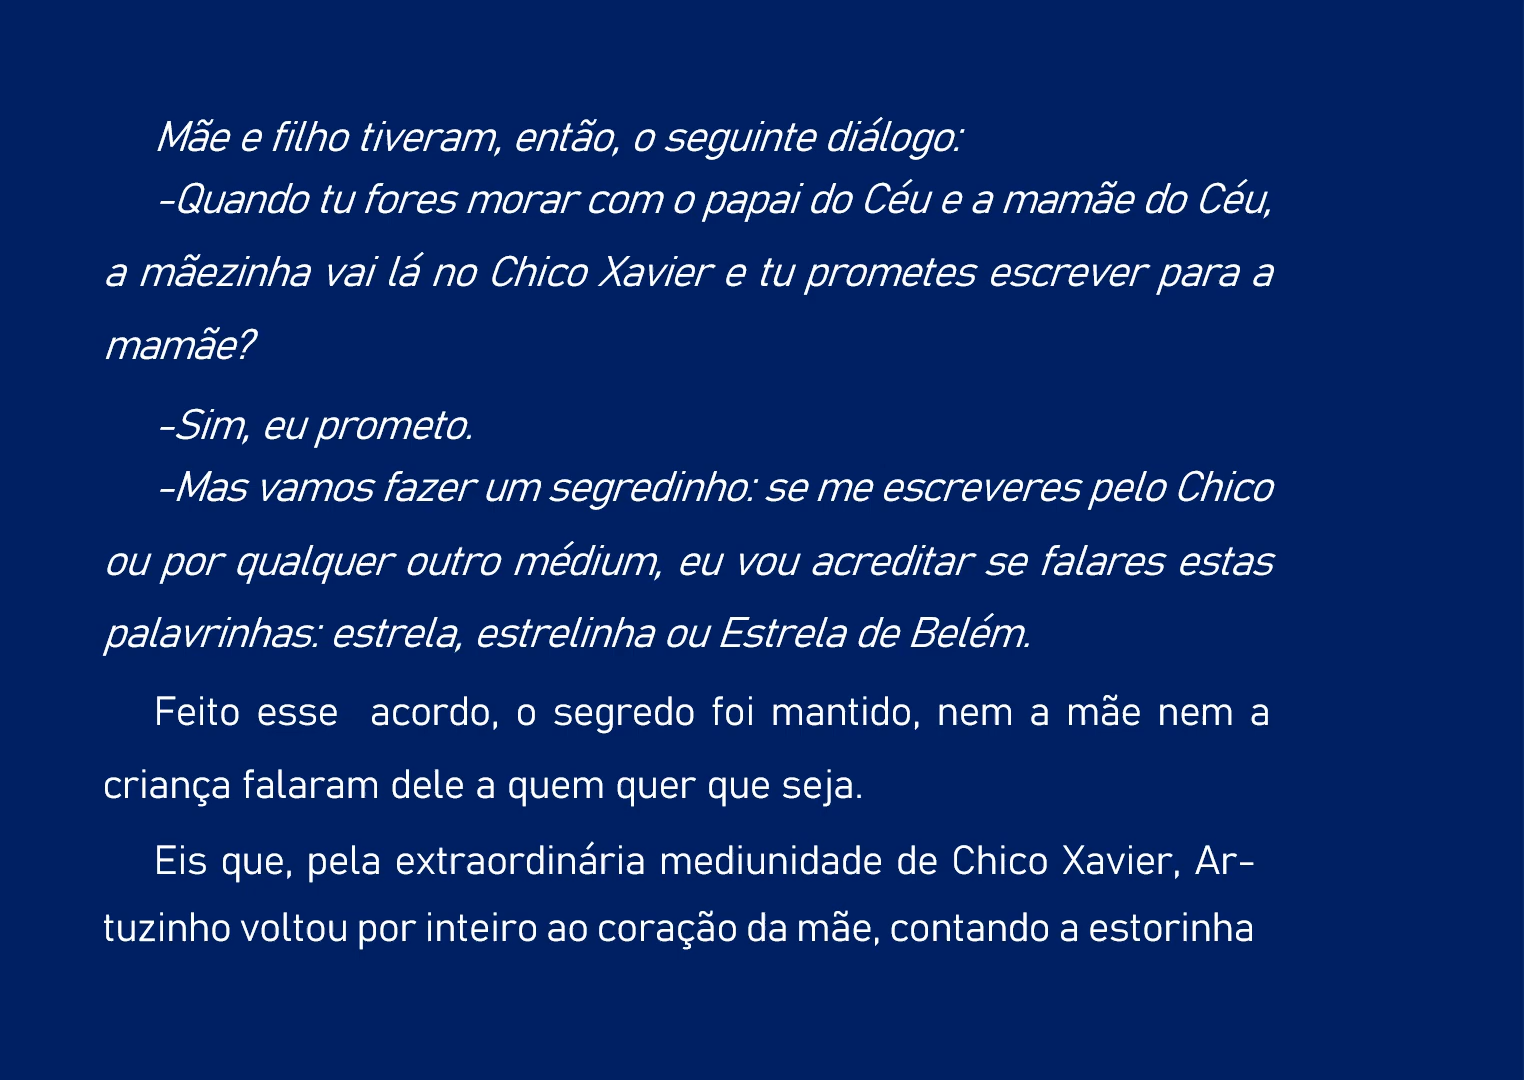 Mãe e filho tiveram, então, o seguinte diálogo:
-Quando tu fores morar com o papai do Céu e a mamãe do Céu,
a mãezinha vai lá no Chico Xavier e tu prometes escrever para a
mamãe?
-Sim, eu prometo.
-Mas vamos fazer um segredinho: se me escreveres pelo Chico
ou por qualquer outro médium, eu vou acreditar se falares estas
palavrinhas: estrela, estrelinha ou Estrela de Belém.
Feito esse acordo, o segredo foi mantido, nem a mãe nem a
criança falaram dele a quem quer que seja.
Eis que, pela extraordinária mediunidade de Chico Xavier, Ar-
tuzinho voltou por inteiro ao coração da mãe, contando a estorinha